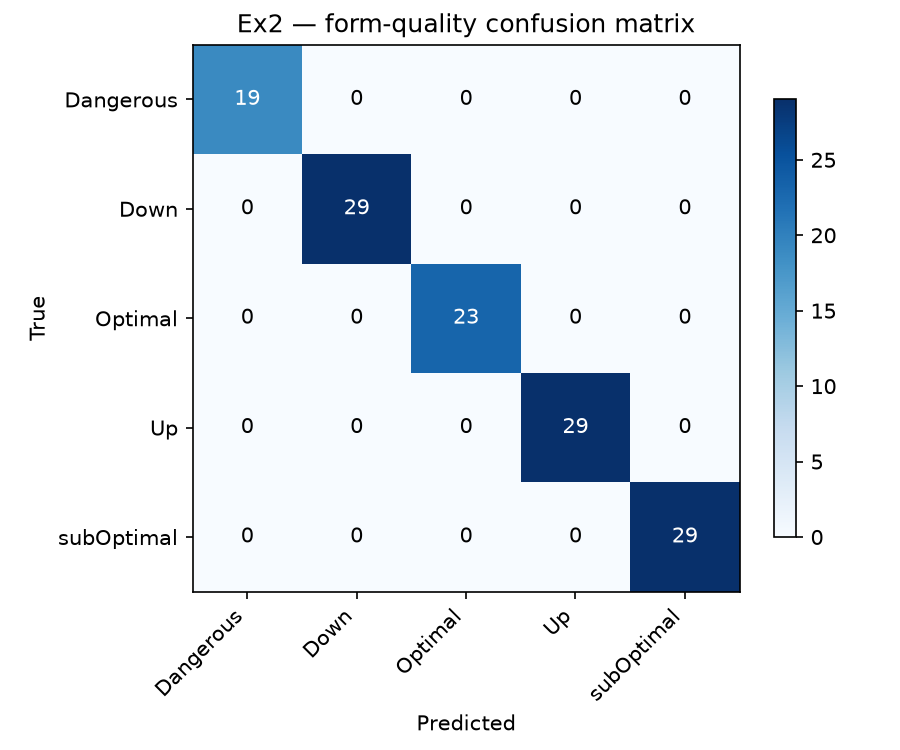 Ex2 — form-quality confusion matrix
Dangerous 19 0 0 0 0
Down 0 29 0 0 0
Optimal 0 0 23 0 0
Up 0 0 0 29 0
subOptimal 0 0 0 0 29
True
Dangerous Down Optimal Up subOptimal
Predicted
25
20
15
10
5
0